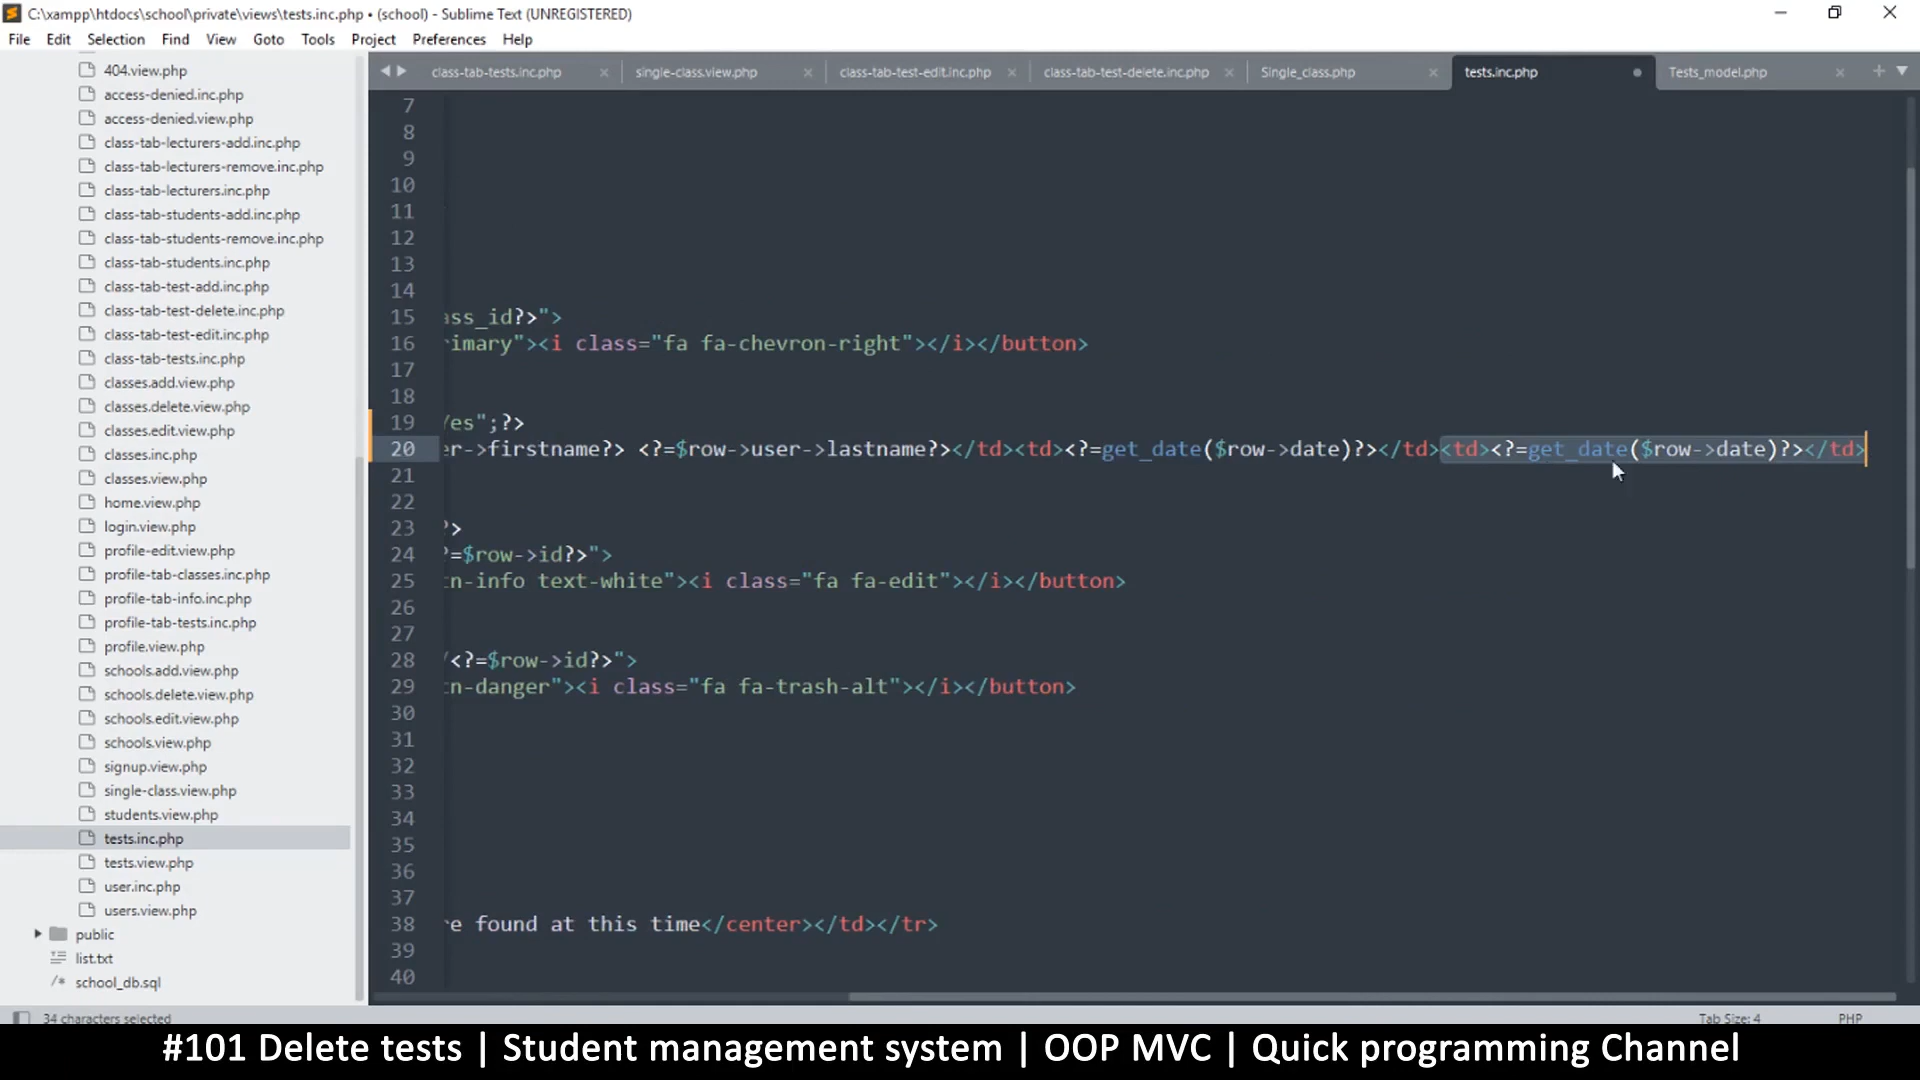 C:\xampp\htdocs\school\private\views\tests.inc.php • (school) - Sublime Text (UNREGISTERED)
File Edit Selection Find View Goto Tools Project Preferences Help
404.view.php
access-denied.inc.php
access-denied.view.php
class-tab-lecturers-add.inc.php
class-tab-lecturers-remove.inc.php
class-tab-lecturers.inc.php
class-tab-students-add.inc.php
class-tab-students-remove.inc.php
class-tab-students.inc.php
class-tab-test-add.inc.php
class-tab-test-delete.inc.php
class-tab-test-edit.inc.php
class-tab-tests.inc.php
classes.add.view.php
classes.delete.view.php
classes.edit.view.php
classes.inc.php
classes.view.php
home.view.php
login.view.php
profile-edit.view.php
profile-tab-classes.inc.php
profile-tab-info.inc.php
profile-tab-tests.inc.php
profile.view.php
schools.add.view.php
schools.delete.view.php
schools.edit.view.php
schools.view.php
signup.view.php
single-class.view.php
students.view.php
tests.inc.php
tests.view.php
user.inc.php
users.view.php
public
list.txt
school_db.sql
class-tab-tests.inc.php single-class.view.php class-tab-test-edit.inc.php class-tab-test-delete.inc.php Single_class.php tests.inc.php Tests_model.php
7
8
9
10
11
12
13
14
15 ass_id?>">
16 rimary"><i class="fa fa-chevron-right"></i></button>
17
18
19 /es";?>
20 er->firstname?> <?=$row->user->lastname?></td><td><?=get_date($row->date)?></td><td><?=get_date($row->date)?></td>
21
22
23 ?>
24 ?=$row->id?>">
25 tn-info text-white"><i class="fa fa-edit"></i></button>
26
27
28 /<?=$row->id?>">
29 tn-danger"><i class="fa fa-trash-alt"></i></button>
30
31
32
33
34
35
36
37
38 re found at this time</center></td></tr>
39
40
34 characters selected Tab Size: 4 PHP
#101 Delete tests | Student management system | OOP MVC | Quick programming Channel